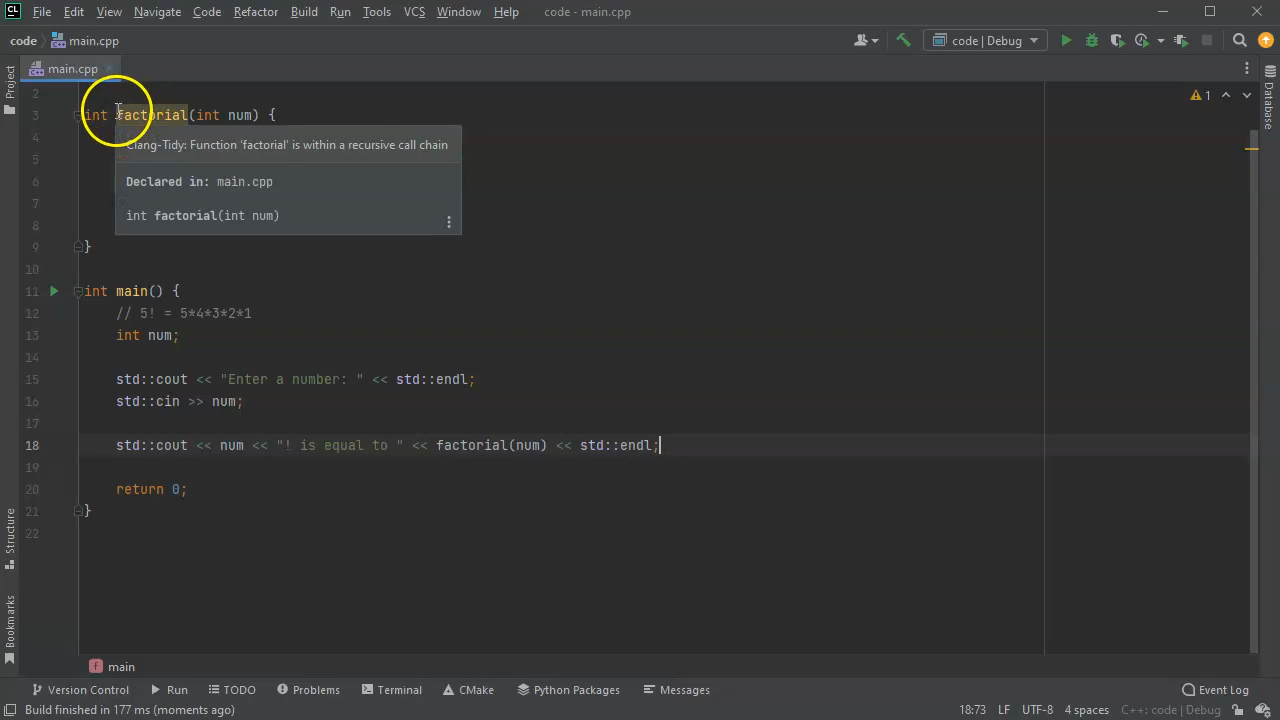 CL File Edit View Navigate Code Refactor Build Run Tools VCS Window Help code - main.cpp
code main.cpp code | Debug
Project main.cpp Database
2
3 int factorial(int num) { 1
4 Clang-Tidy: Function 'factorial' is within a recursive call chain
5
6 Declared in: main.cpp
7 int factorial(int num)
8
9 }
10
11 int main() {
12 // 5! = 5*4*3*2*1
13 int num;
14
15 std::cout << "Enter a number: " << std::endl;
16 std::cin >> num;
17
18 std::cout << num << "! is equal to " << factorial(num) << std::endl;
19
20 return 0;
21 }
22
Structure
Bookmarks
f main
Version Control Run TODO Problems Terminal CMake Python Packages Messages Event Log
Build finished in 177 ms (moments ago) 18:73 LF UTF-8 4 spaces C++: code | Debug